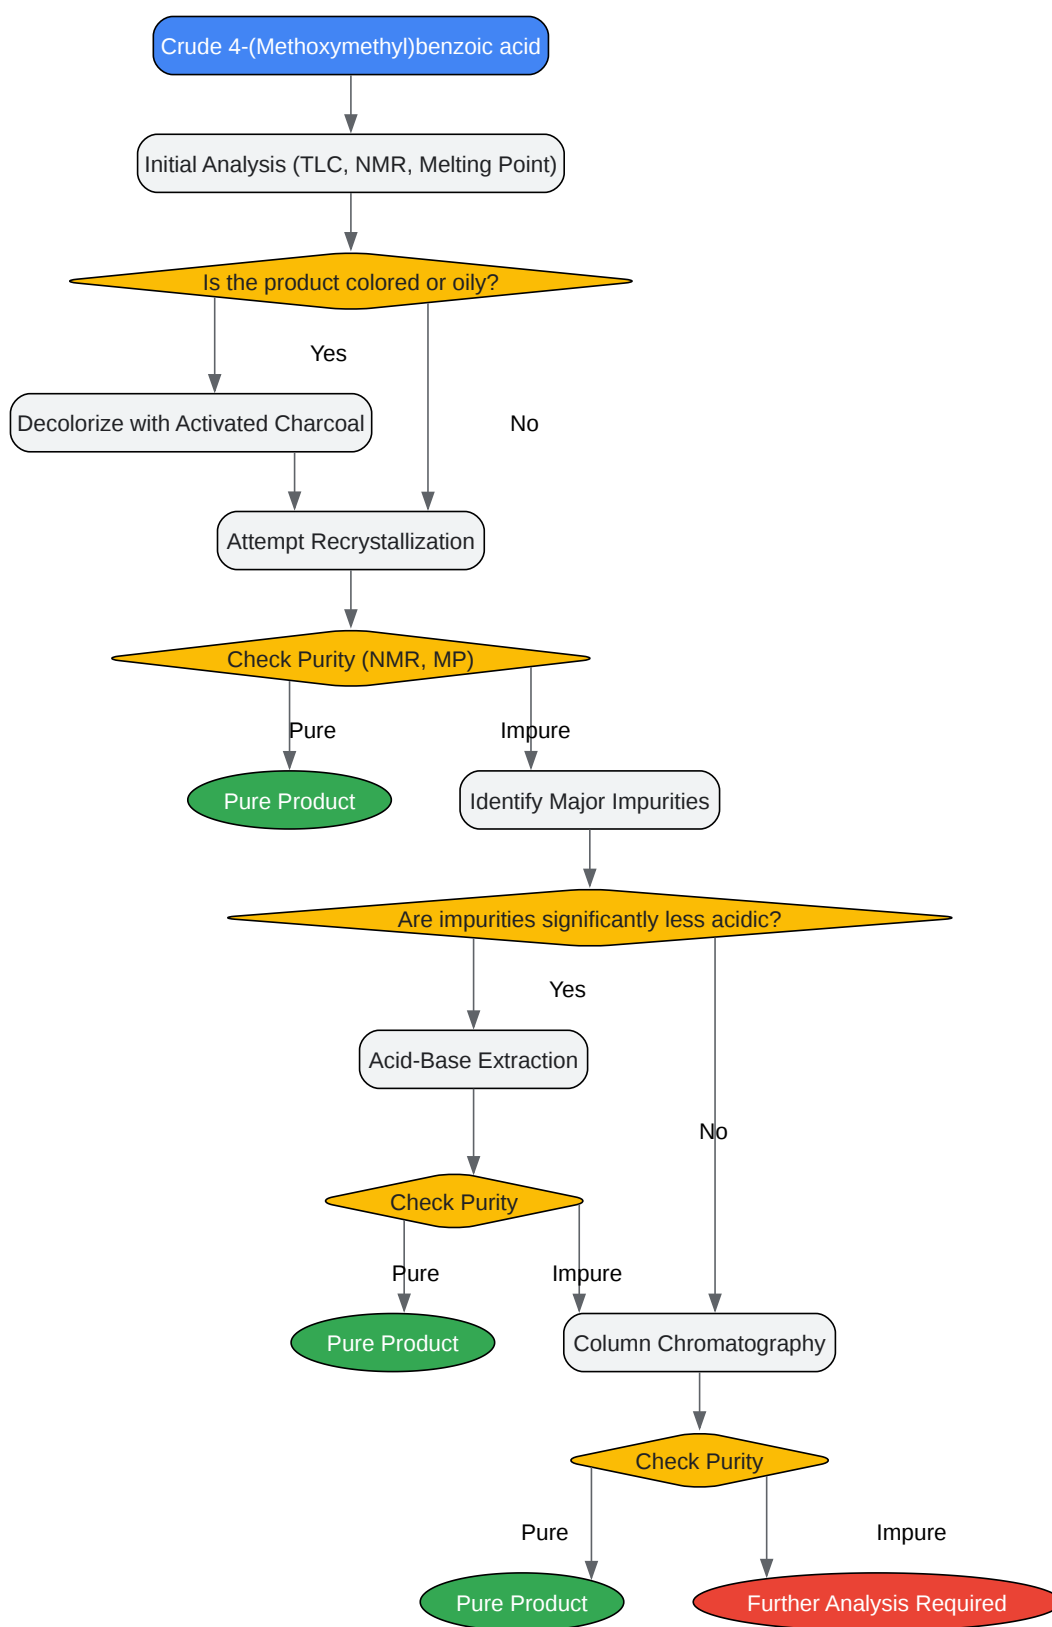 Crude 4-(Methoxymethyl)benzoic acid
Initial Analysis (TLC, NMR, Melting Point)
Is the product colored or oily?
Yes
Decolorize with Activated Charcoal
No
Attempt Recrystallization
Check Purity (NMR, MP)
Pure
Impure
Pure Product
Identify Major Impurities
Are impurities significantly less acidic?
Yes
Acid-Base Extraction
No
Check Purity
Pure
Impure
Pure Product
Column Chromatography
Check Purity
Pure
Impure
Pure Product
Further Analysis Required